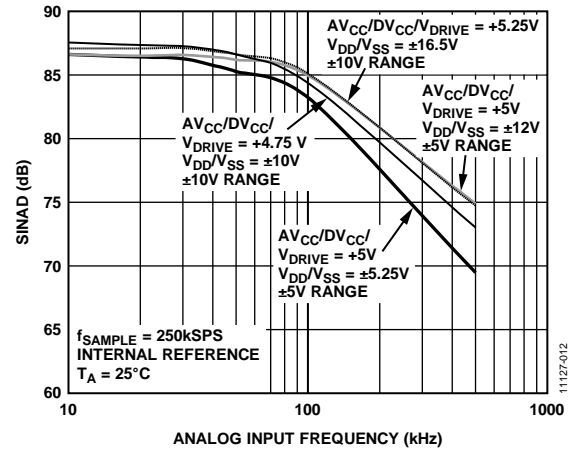 90
85
80
75
70
65
60
SINAD (dB)
AVCC/DVCC/VDRIVE = +5.25V
VDD/VSS = ±16.5V
±10V RANGE
AVCC/DVCC/
VDRIVE = +4.75 V
VDD/VSS = ±10V
±10V RANGE
AVCC/DVCC/
VDRIVE
= +5V
VDD/VSS = ±12V
±5V RANGE
AVCC/DVCC/
VDRIVE = +5V
VDD/VSS = ±5.25V
±5V RANGE
fSAMPLE = 250kSPS
INTERNAL REFERENCE
TA = 25°C
10
100
1000
ANALOG INPUT FREQUENCY (kHz)
11127-012